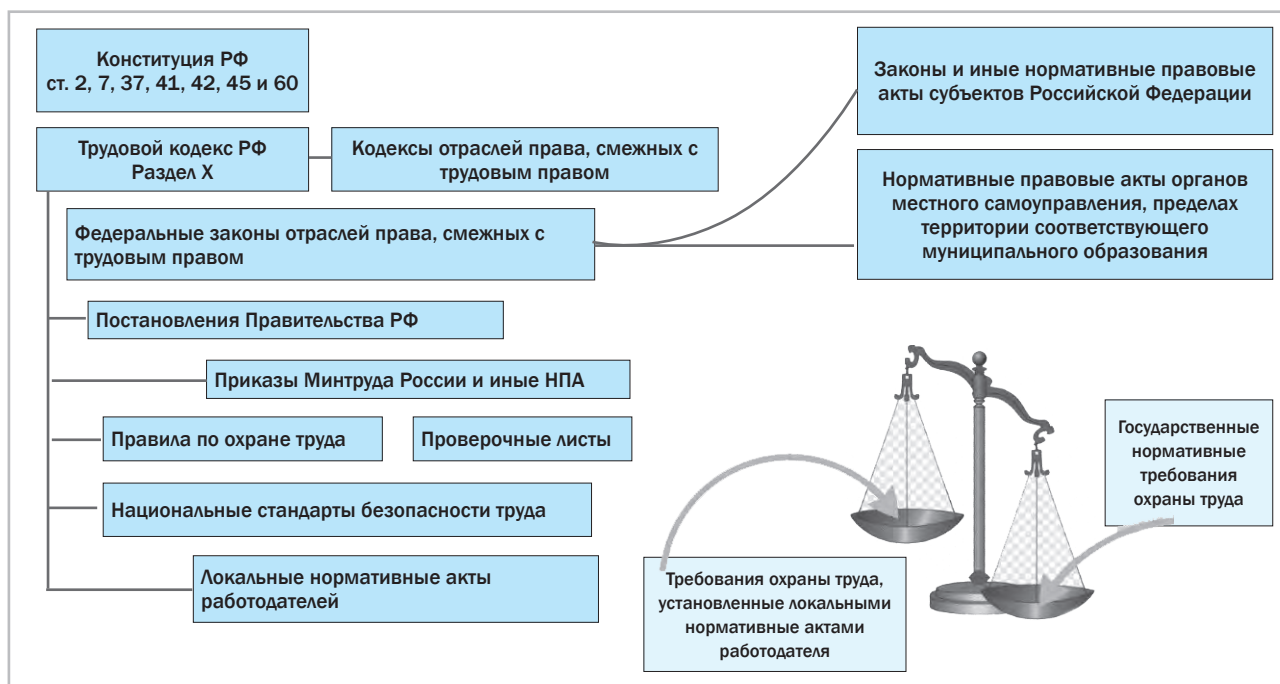 Конституция РФ
ст. 2, 7, 37, 41, 42, 45 и 60
Трудовой кодекс РФ
Раздел X
Кодексы отраслей права, смежных с
трудовым правом
Федеральные законы отраслей права, смежных с
трудовым правом
Законы и иные нормативные правовые
акты субъектов Российской Федерации
Нормативные правовые акты органов
местного самоуправления, пределах
территории соответствующего
муниципального образования
Постановления Правительства РФ
Приказы Минтруда России и иные НПА
Правила по охране труда
Проверочные листы
Национальные стандарты безопасности труда
Локальные нормативные акты
работодателей
Требования охраны труда,
установленные локальными
нормативные актами
работодателя
Государственные
нормативные
требования
охраны труда